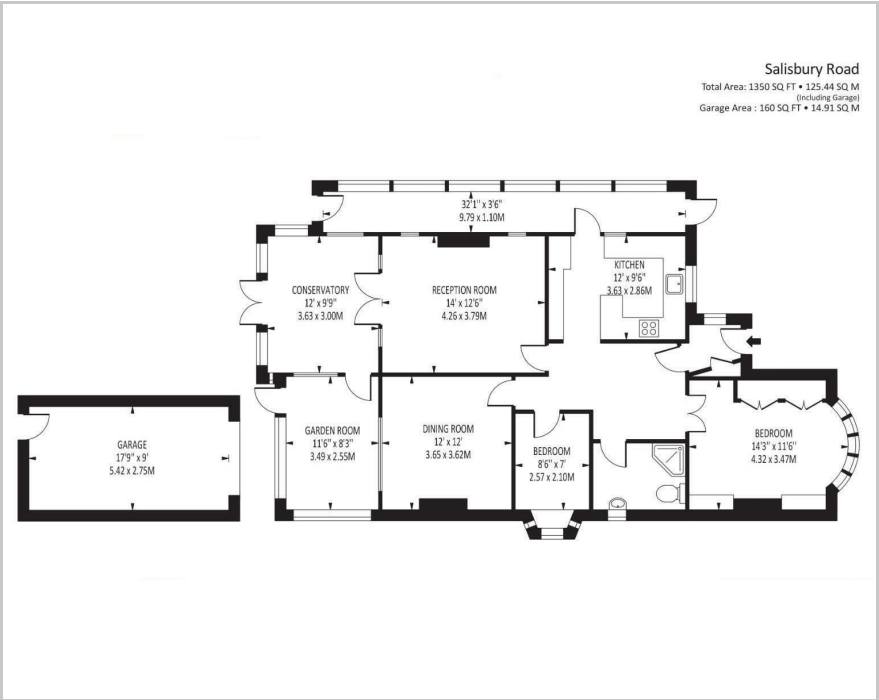 Salisbury Road
Total Area: 1350 SQ FT • 125.44 SQ M
(Including Garage)
Garage Area : 160 SQ FT • 14.91 SQ M
32'1" x 3'6"
9.79 x 1.10M
CONSERVATORY
12' x 9'9"
3.63 x 3.00M
RECEPTION ROOM
14' x 12'6"
4.26 x 3.79M
KITCHEN
12' x 9'6"
3.63 x 2.86M
GARAGE
17'9" x 9'
5.42 x 2.75M
GARDEN ROOM
11'6" x 8'3"
3.49 x 2.55M
DINING ROOM
12' x 12'
3.65 x 3.62M
BEDROOM
8'6" x 7'
2.57 x 2.10M
BEDROOM
14'3" x 11'6"
4.32 x 3.47M